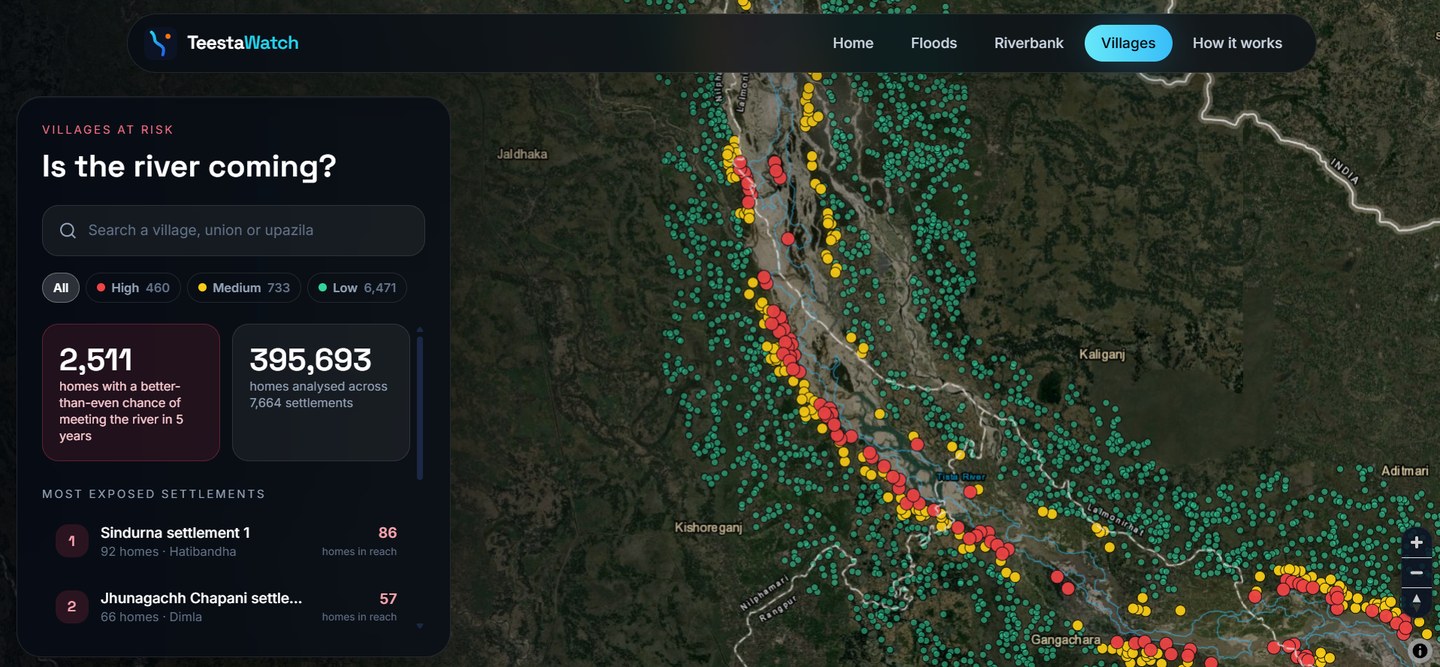 TeestaWatch
Home
Floods
Riverbank
Villages
How it works
VILLAGES AT RISK
Is the river coming?
Search a village, union or upazila
All
High 460
Medium 733
Low 6,471
2,511
homes with a better-
than-even chance of
meeting the river in 5
years
395,693
homes analysed across
7,664 settlements
MOST EXPOSED SETTLEMENTS
1
Sindurna settlement 1
86
92 homes · Hatibandha
homes in reach
2
Jhunagachh Chapani settle...
57
66 homes · Dimla
homes in reach
Jaldhaka
INDIA
Kaliganj
Aditmari
Tista River
Lalmonirhat
Kishoreganj
Nilphamari
Rangpur
Gangachara